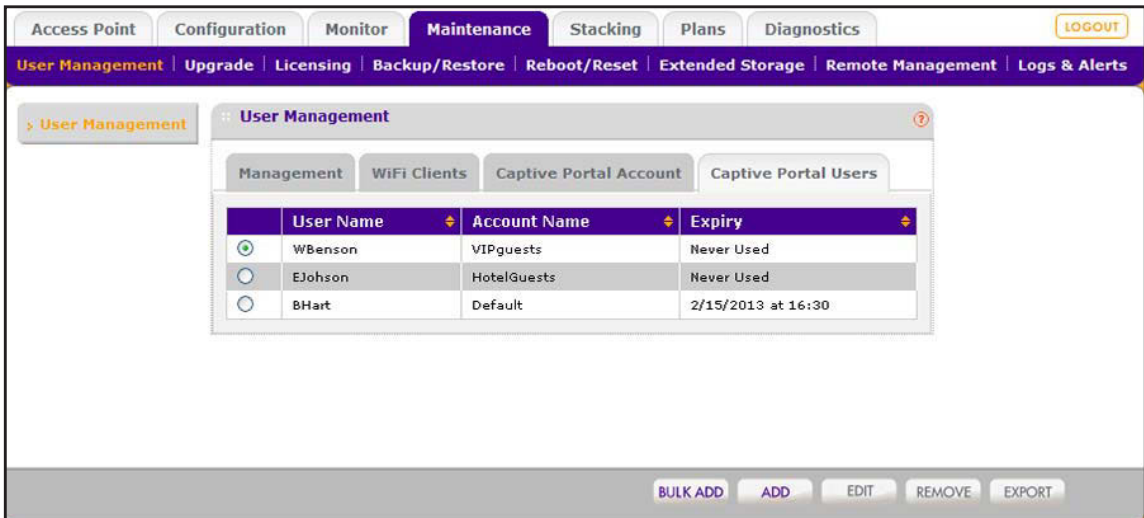 Access Point Configuration Monitor Maintenance Stacking Plans Diagnostics LOGOUT
User Management Upgrade Licensing Backup/Restore Reboot/Reset Extended Storage Remote Management Logs & Alerts
User Management
User Management ?
Management WiFi Clients Captive Portal Account Captive Portal Users
User Name Account Name Expiry
WBenson VIPguests Never Used
EJohson HotelGuests Never Used
BHart Default 2/15/2013 at 16:30
BULK ADD ADD EDIT REMOVE EXPORT